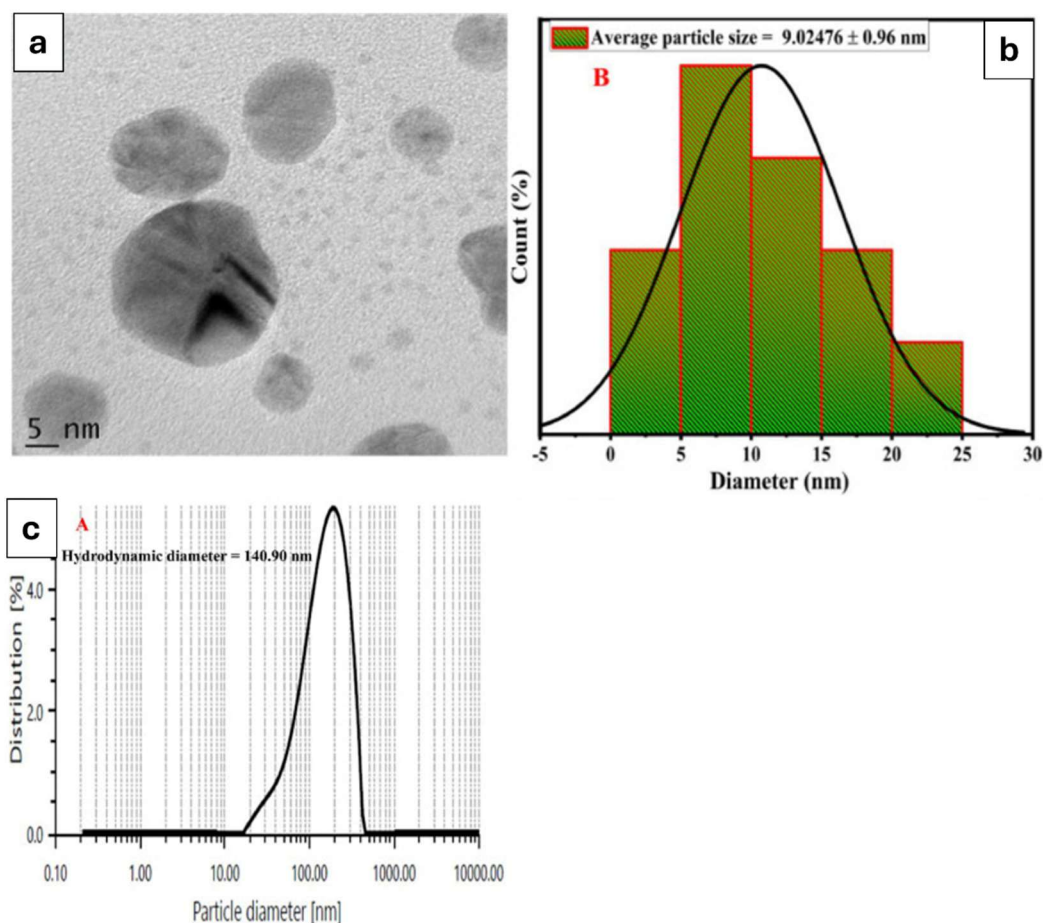 a
5 nm
b
Average particle size = 9.02476 ± 0.96 nm
B
Count (%)
-5 0 5 10 15 20 25 30
Diameter (nm)
c
A
Hydrodynamic diameter = 140.90 nm
Distribution [%]
4.0
2.0
0.0
0.10 1.00 10.00 100.00 1000.00 10000.00
Particle diameter [nm]